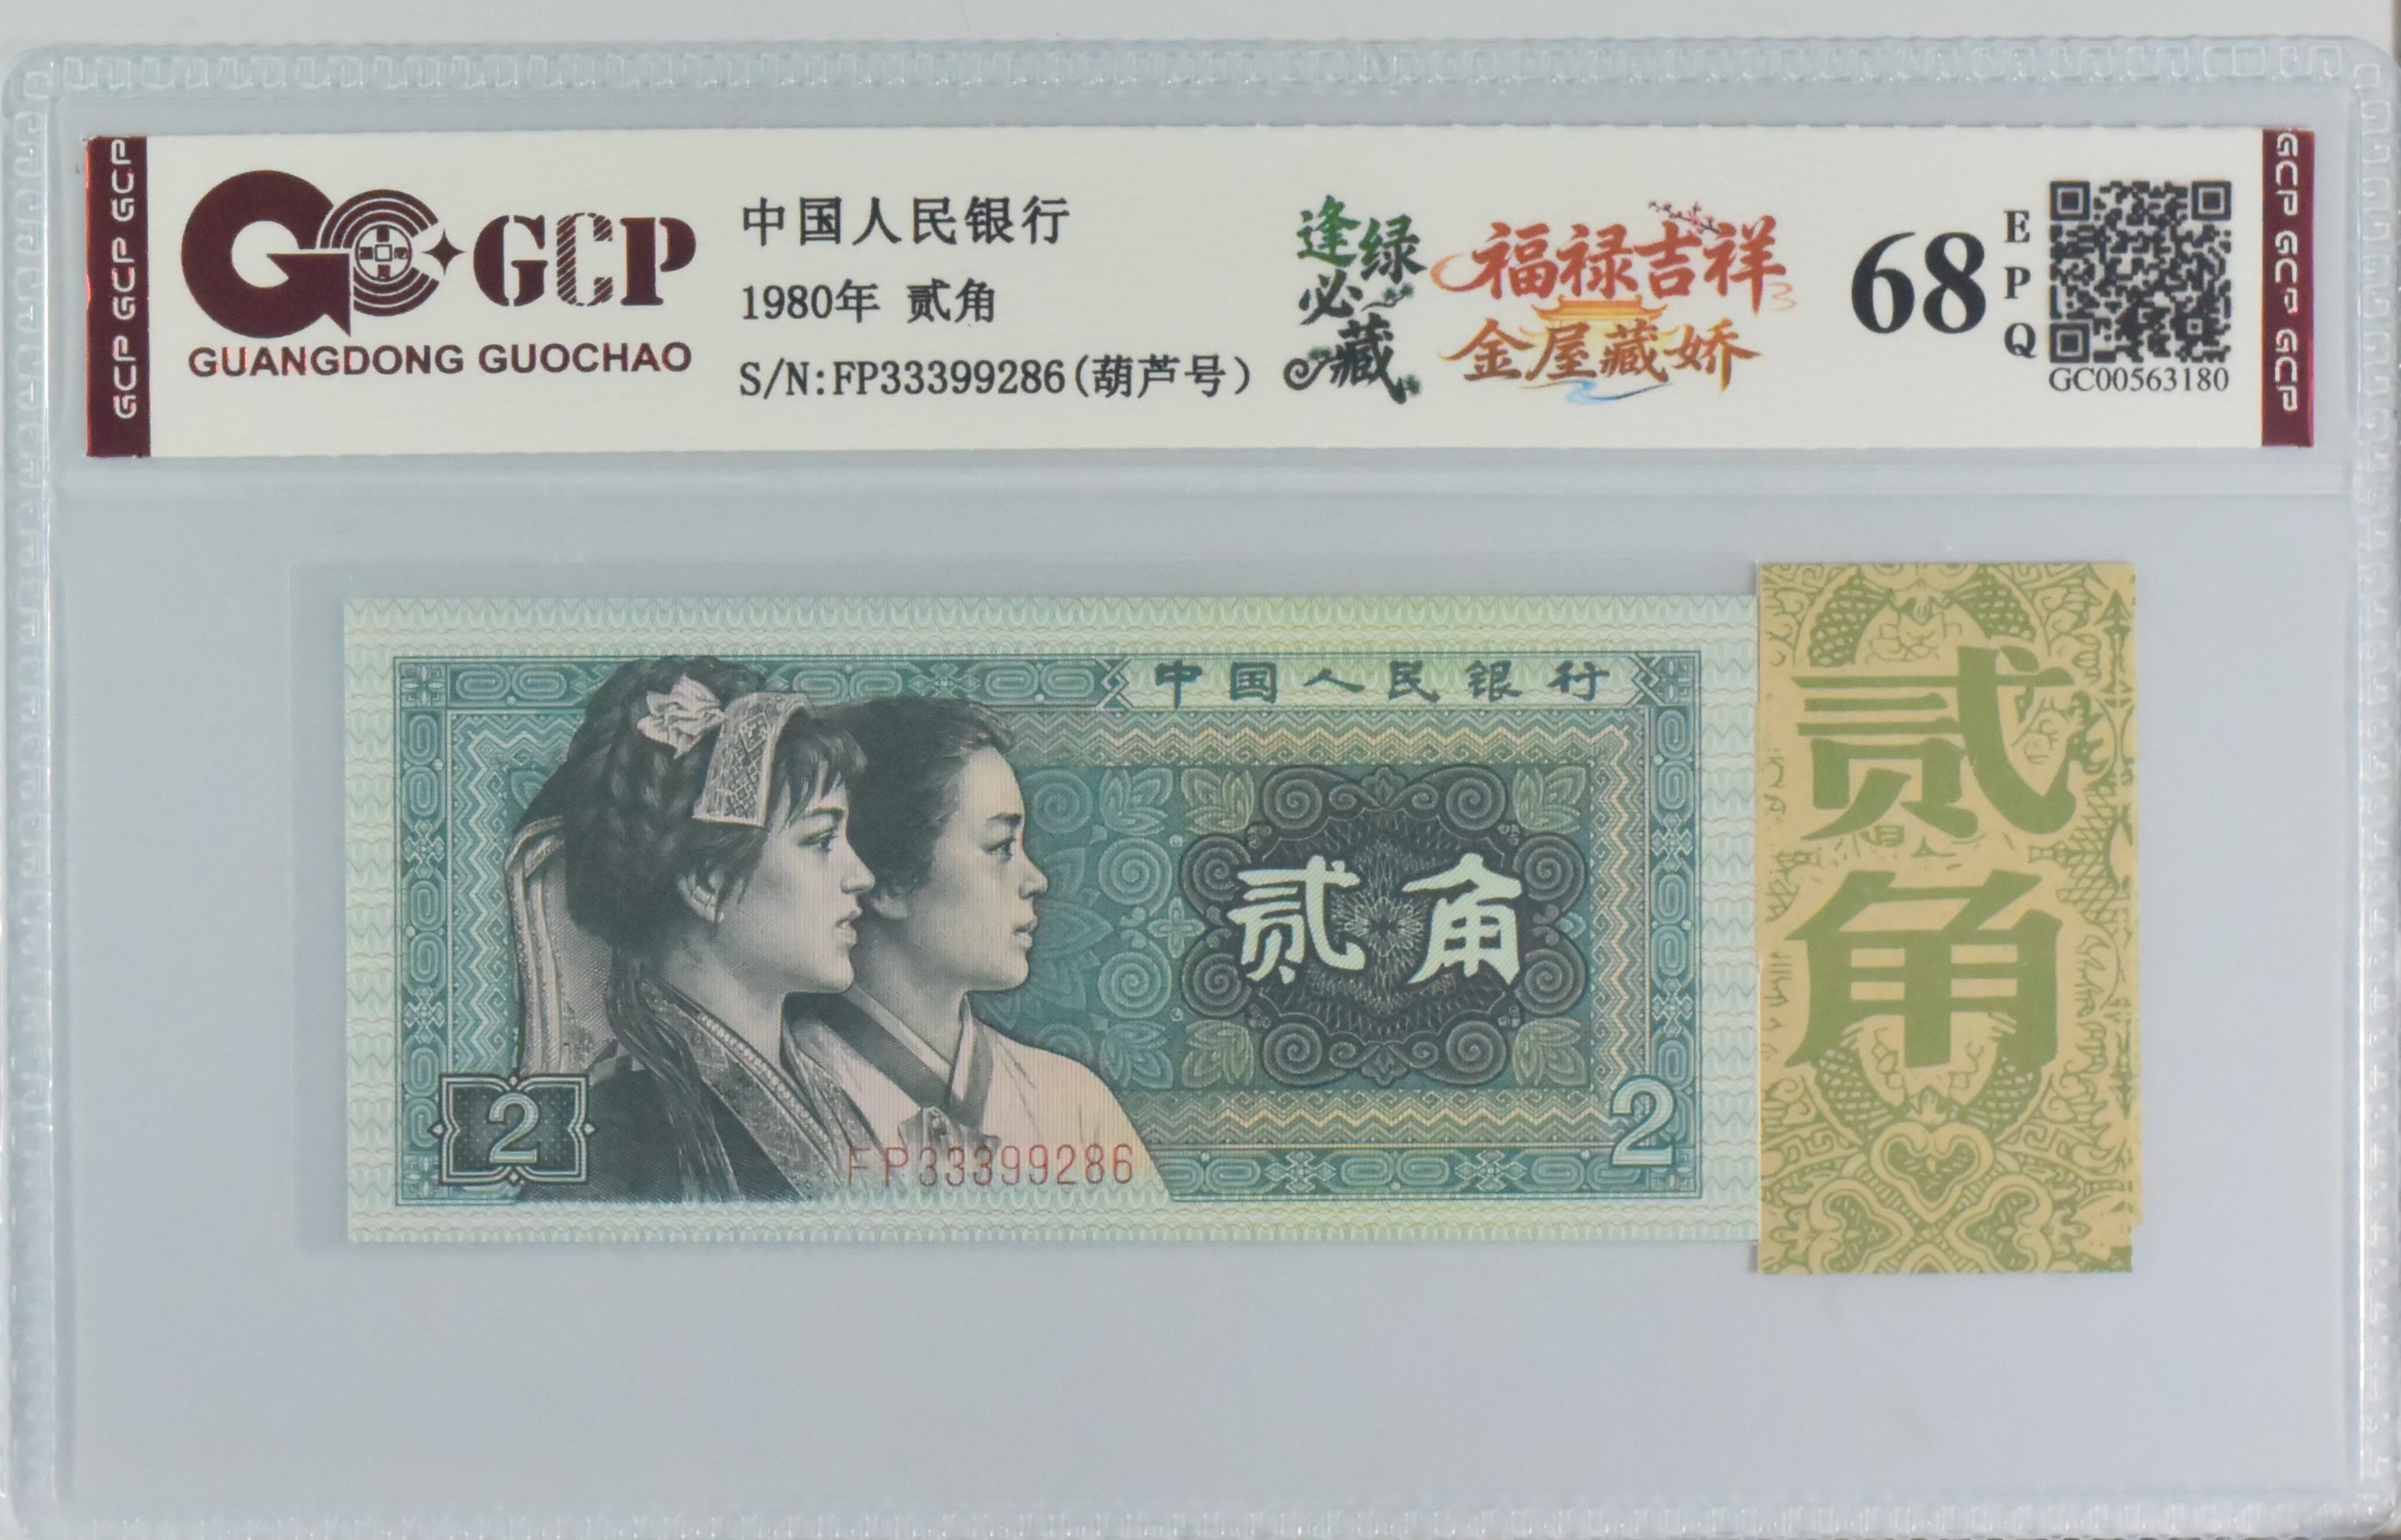 GCP GCP GCP
GCP
GUANGDONG GUOCHAO
中国人民银行
1980年 贰角
S/N:FP33399286(葫芦号)
逢绿
必藏
福禄吉祥
金屋藏娇
68
EPQ
GC00563180
GCP GCP GCP
中国人民银行
贰角
2
FP33399286
2
贰角